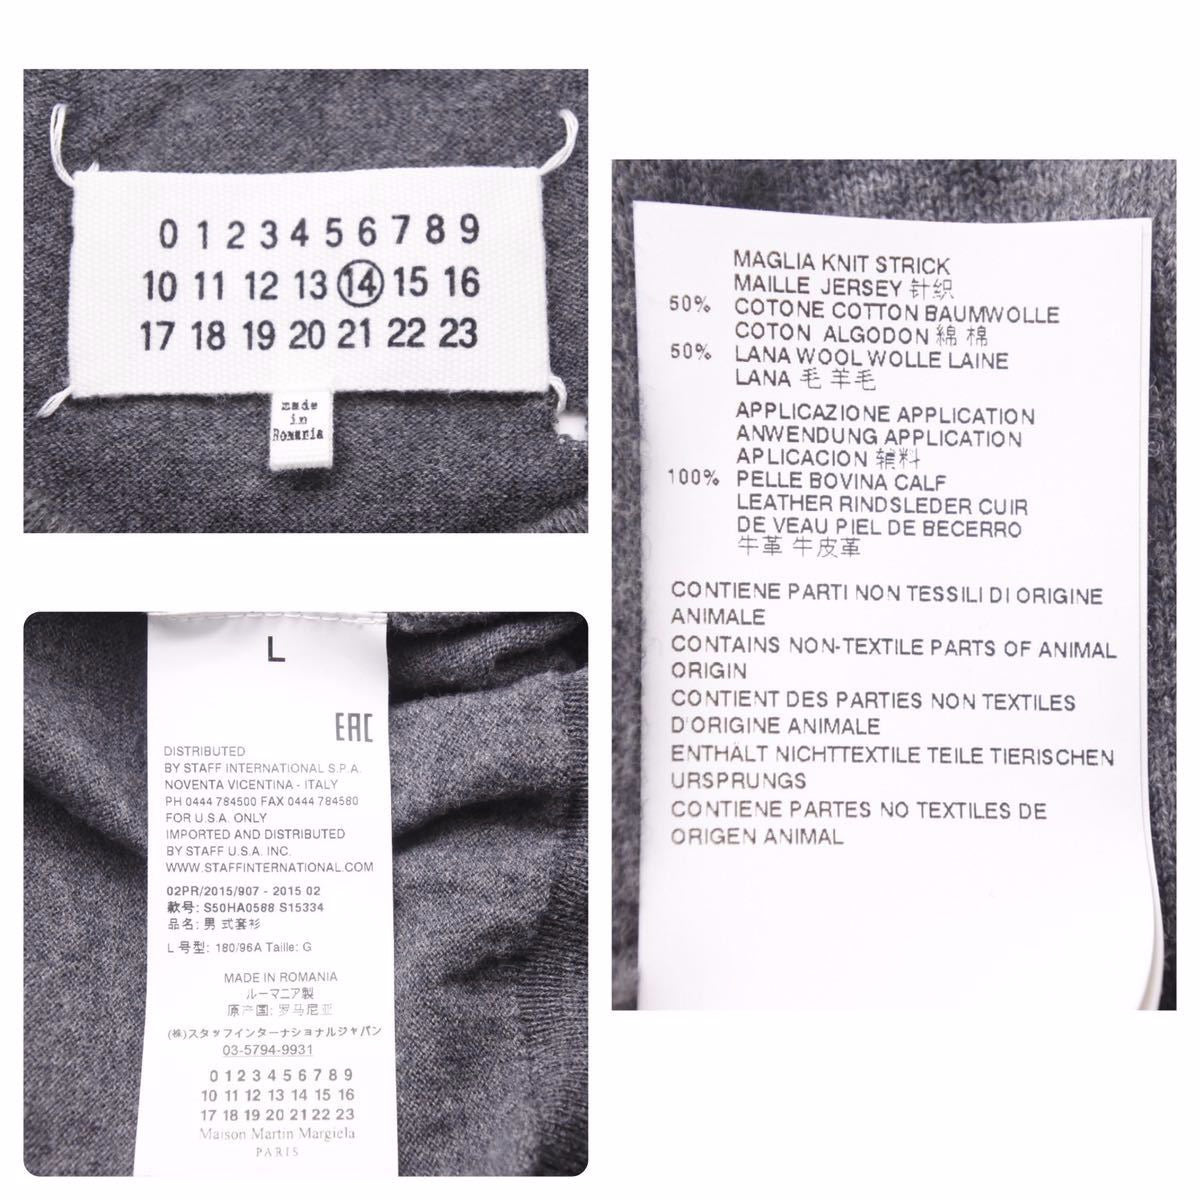 0 1 2 3 4 5 6 7 8 9
10 11 12 13 14 15 16
17 18 19 20 21 22 23
made
in
Romania
MAGLIA KNIT STRICK
MAILLE JERSEY 针织
50% COTONE COTTON BAUMWOLLE
COTON ALGODON 綿 棉
50% LANA WOOL WOLLE LAINE
LANA 毛 羊毛
APPLICAZIONE APPLICATION
ANWENDUNG APPLICATION
APLICACION 辅料
100% PELLE BOVINA CALF
LEATHER RINDSLEDER CUIR
DE VEAU PIEL DE BECERRO
牛革 牛皮革
CONTIENE PARTI NON TESSILI DI ORIGINE
ANIMALE
CONTAINS NON-TEXTILE PARTS OF ANIMAL
ORIGIN
CONTIENT DES PARTIES NON TEXTILES
D'ORIGINE ANIMALE
ENTHÄLT NICHTTEXTILE TEILE TIERISCHEN
URSPRUNGS
CONTIENE PARTES NO TEXTILES DE
ORIGEN ANIMAL
L
EAC
DISTRIBUTED
BY STAFF INTERNATIONAL S.P.A.
NOVENTA VICENTINA - ITALY
PH 0444 784500 FAX 0444 784580
FOR U.S.A. ONLY
IMPORTED AND DISTRIBUTED
BY STAFF U.S.A. INC.
WWW.STAFFINTERNATIONAL.COM
02PR/2015/907 - 2015 02
款号: S50HA0588 S15334
品名: 男 式套衫
L 号型: 180/96A Taille: G
MADE IN ROMANIA
ルーマニア製
原产国: 罗马尼亚
(株)スタッフインターナショナルジャパン
03-5794-9931
0 1 2 3 4 5 6 7 8 9
10 11 12 13 14 15 16
17 18 19 20 21 22 23
Maison Martin Margiela
PARIS